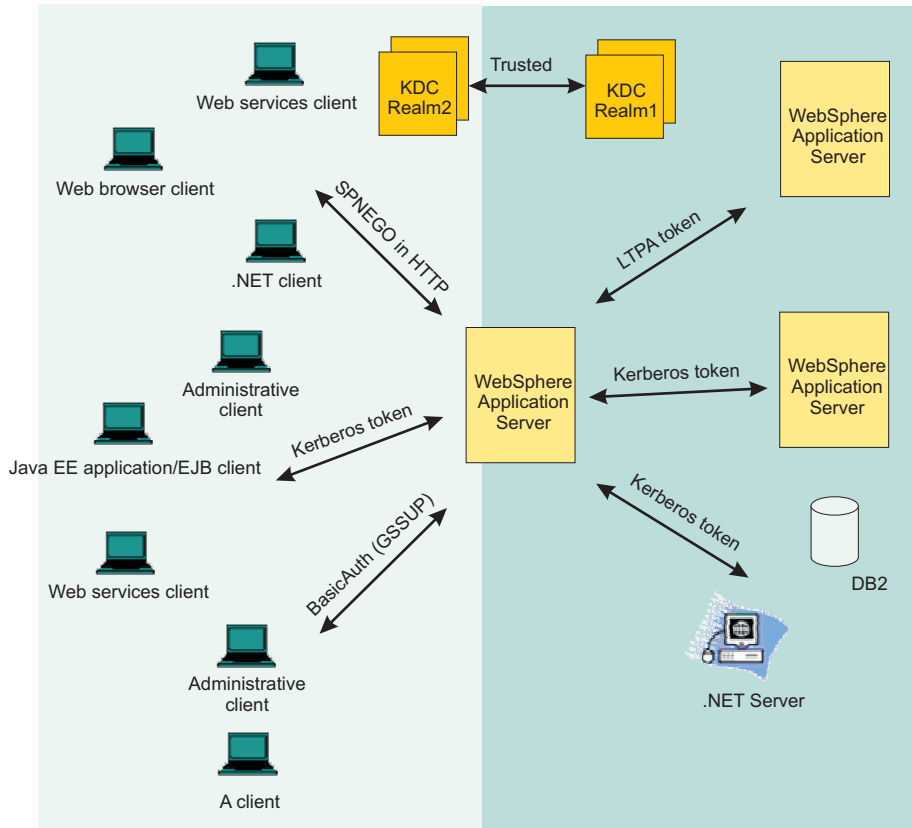 Web services client
KDC
Realm2
Trusted
KDC
Realm1
WebSphere
Application
Server
Web browser client
SPNEGO in HTTP
LTPA token
.NET client
Administrative
client
WebSphere
Application
Server
Kerberos token
WebSphere
Application
Server
Kerberos token
Java EE application/EJB client
BasicAuth (GSSUP)
Kerberos token
Web services client
DB2
Administrative
client
.NET Server
A client